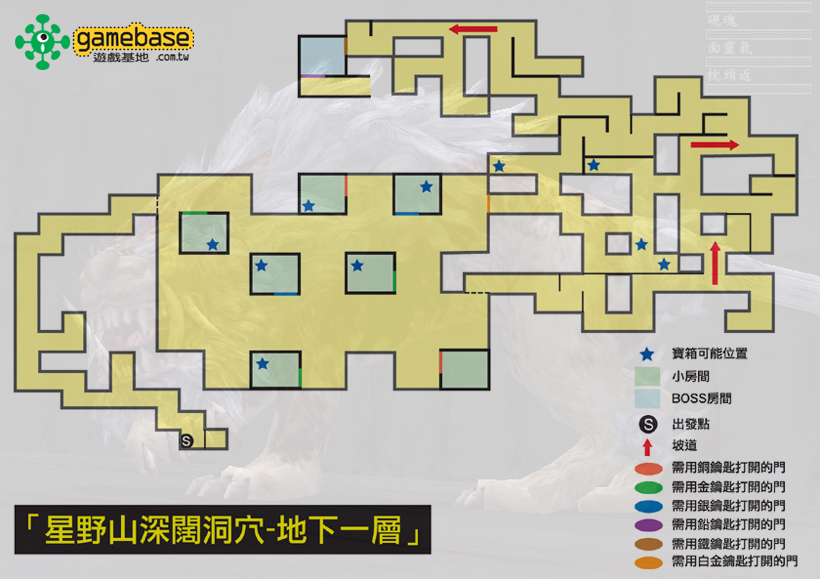 gamebase
遊戲基地 .com.tw
硯魂
面靈氣
枕頭返
寶箱可能位置
小房間
BOSS房間
S 出發點
坡道
需用銅鑰匙打開的門
需用金鑰匙打開的門
需用銀鑰匙打開的門
需用鉛鑰匙打開的門
需用鐵鑰匙打開的門
需用白金鑰匙打開的門
S
「星野山深闊洞穴-地下一層」